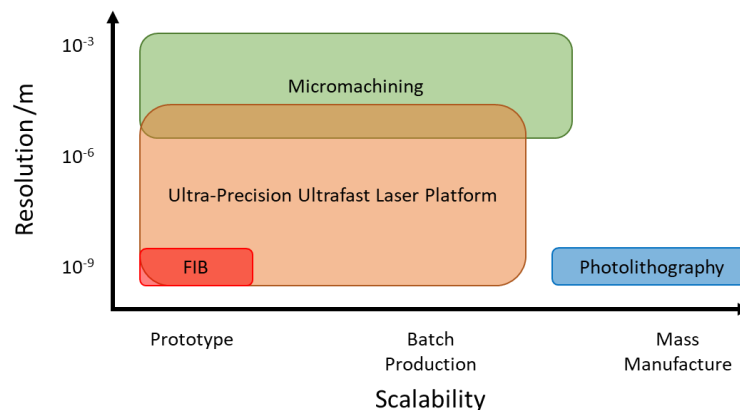 Resolution /m
10⁻³
10⁻⁶
10⁻⁹
Micromachining
Ultra-Precision Ultrafast Laser Platform
FIB
Photolithography
Prototype
Batch
Production
Mass
Manufacture
Scalability